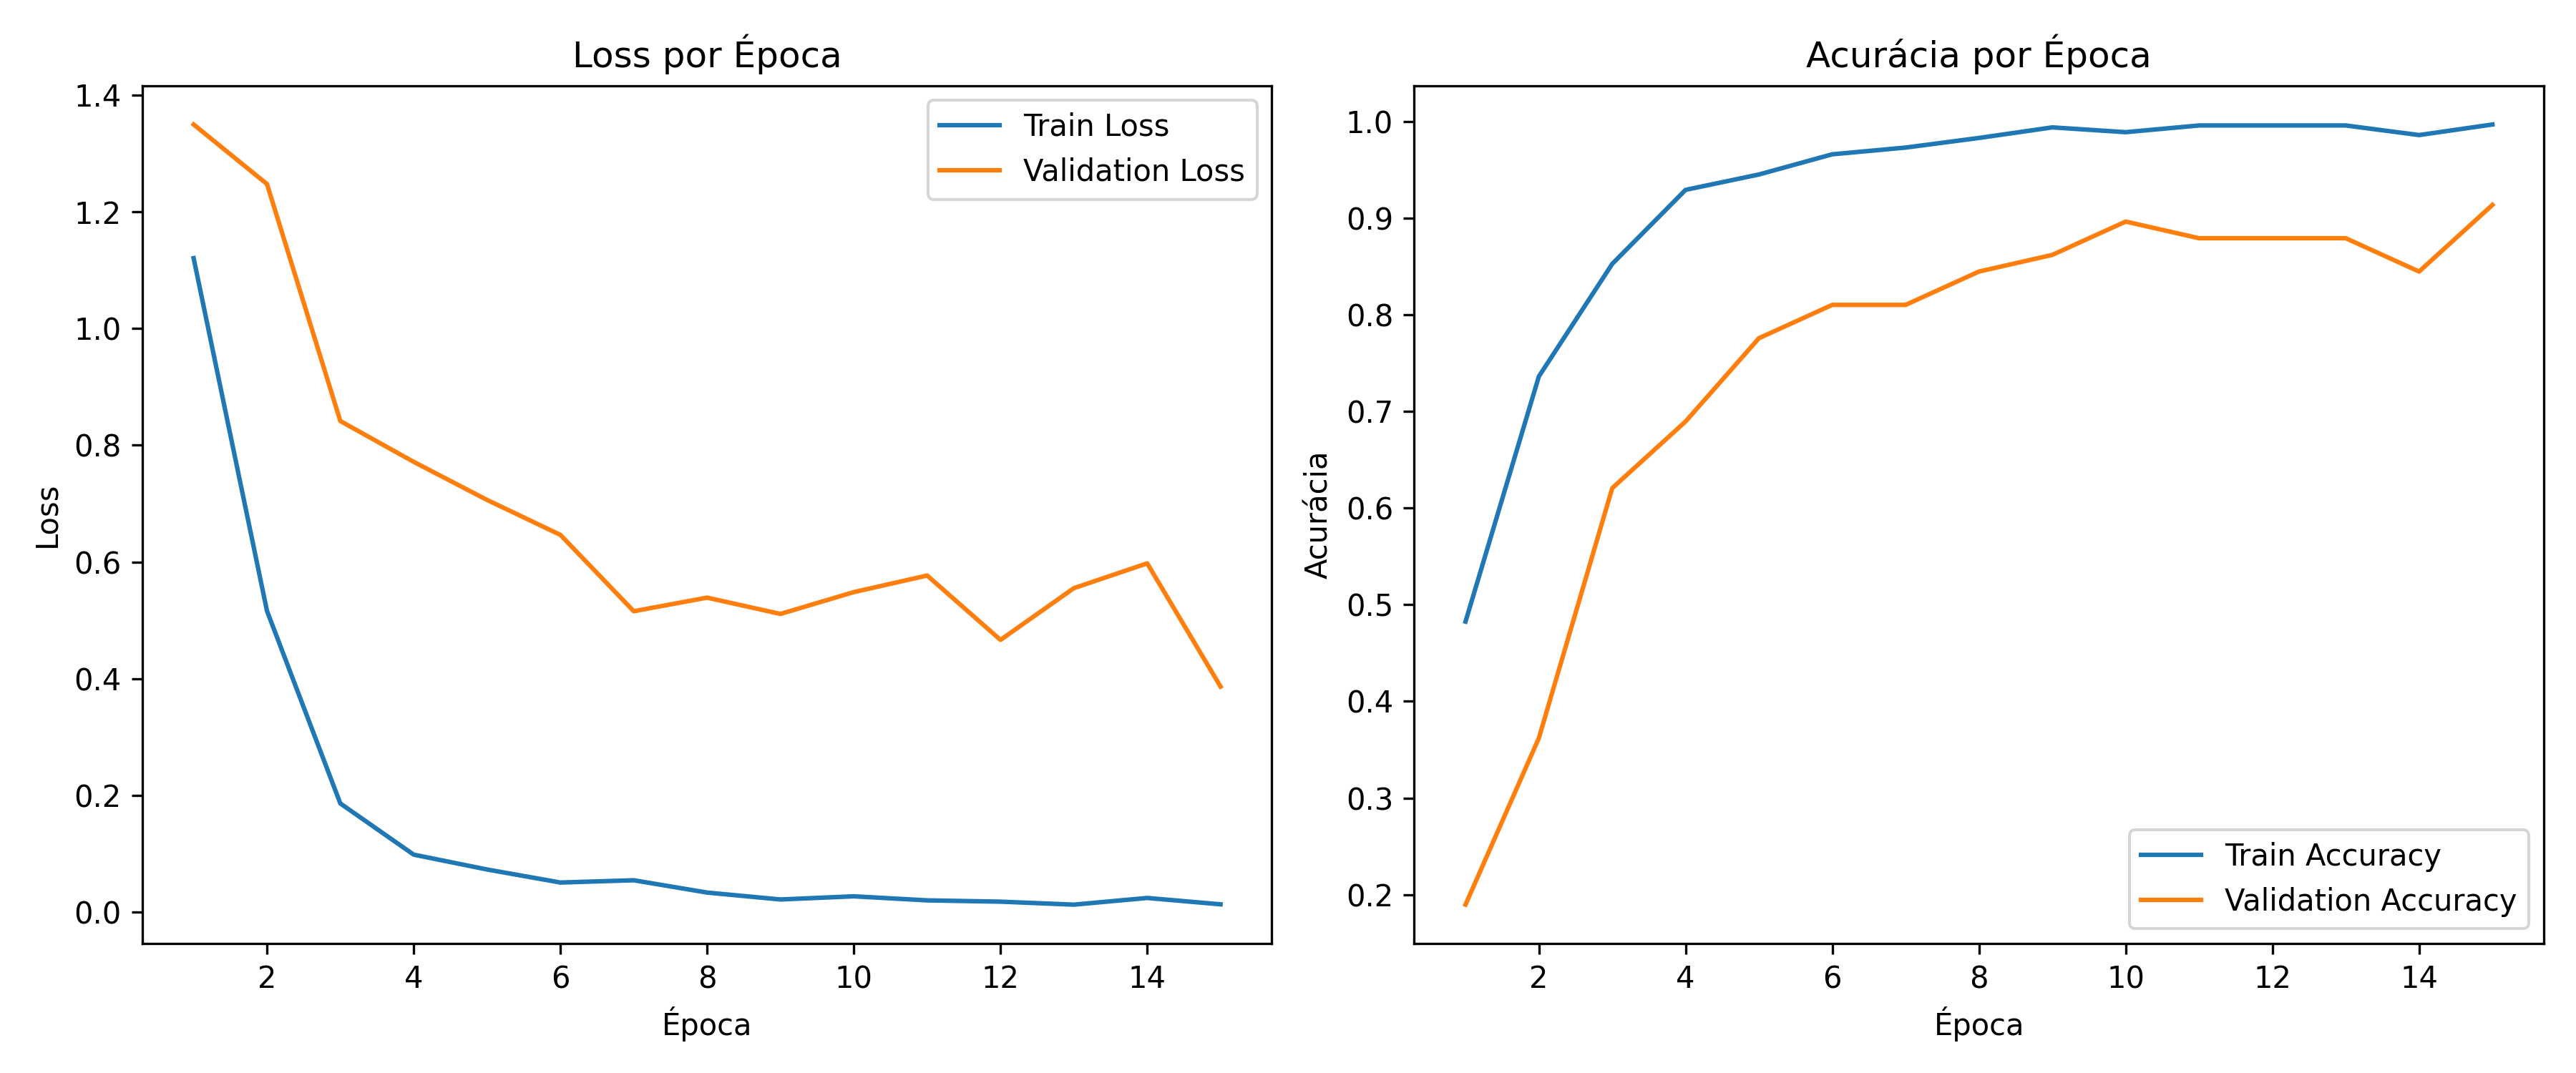 Loss por Época
1.4
1.2
1.0
0.8
0.6
0.4
0.2
0.0
Loss
2 4 6 8 10 12 14
Época
Train Loss
Validation Loss
Acurácia por Época
1.0
0.9
0.8
0.7
0.6
0.5
0.4
0.3
0.2
Acurácia
2 4 6 8 10 12 14
Época
Train Accuracy
Validation Accuracy